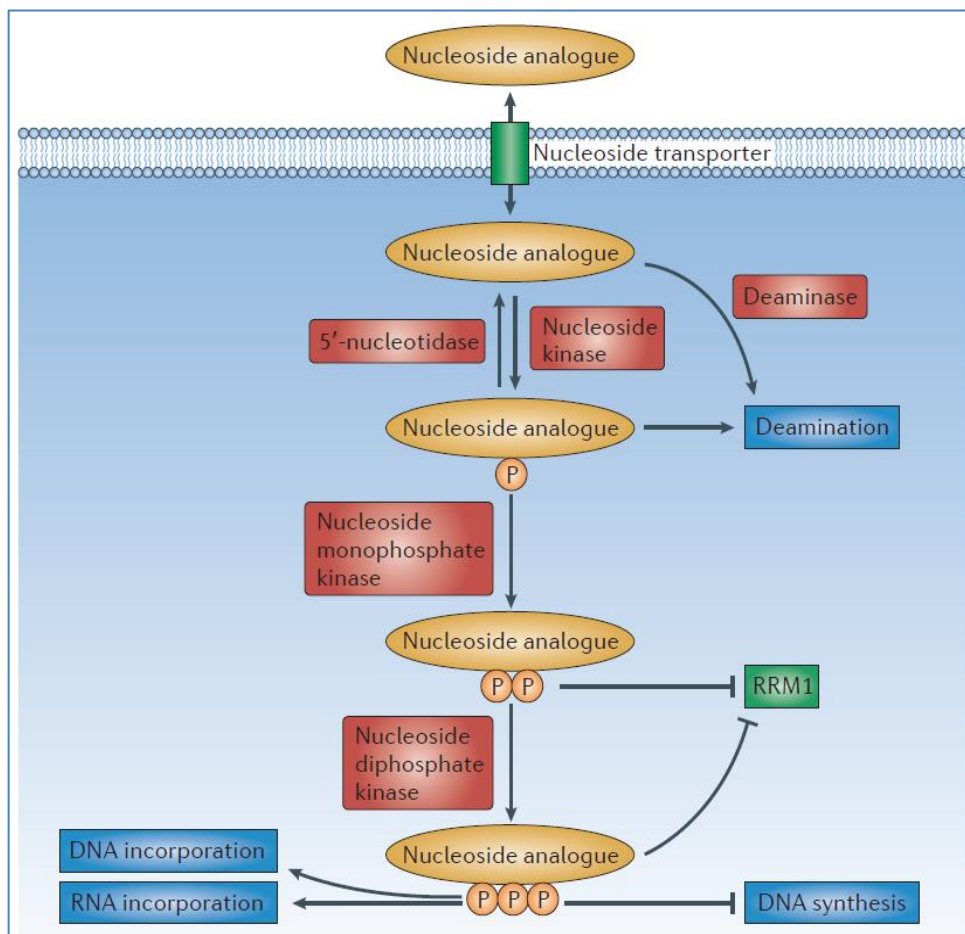 Nucleoside analogue
Nucleoside transporter
Nucleoside analogue
Deaminase
5′-nucleotidase
Nucleoside
kinase
Nucleoside analogue
Deamination
P
Nucleoside
monophosphate
kinase
Nucleoside analogue
P P
RRM1
Nucleoside
diphosphate
kinase
Nucleoside analogue
DNA incorporation
P P P
RNA incorporation
DNA synthesis